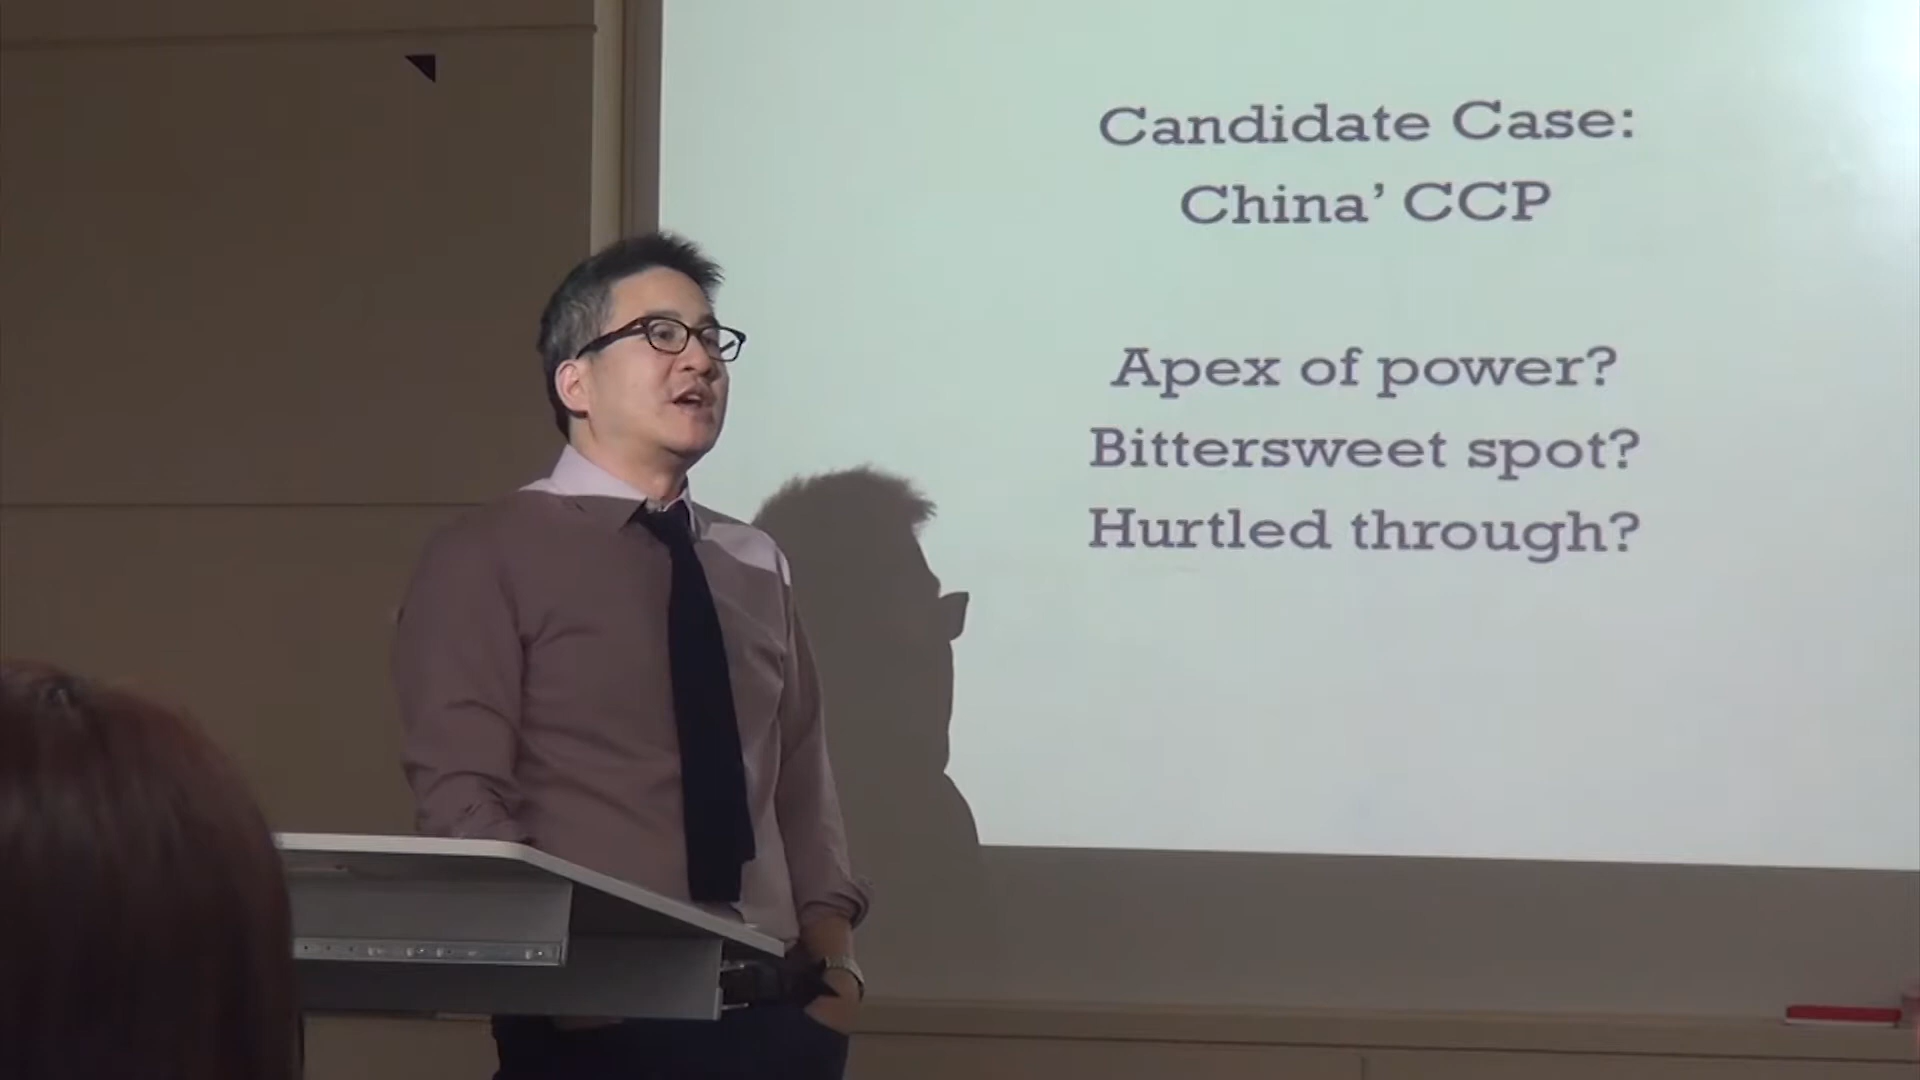 Candidate Case:
China’ CCP
Apex of power?
Bittersweet spot?
Hurtled through?